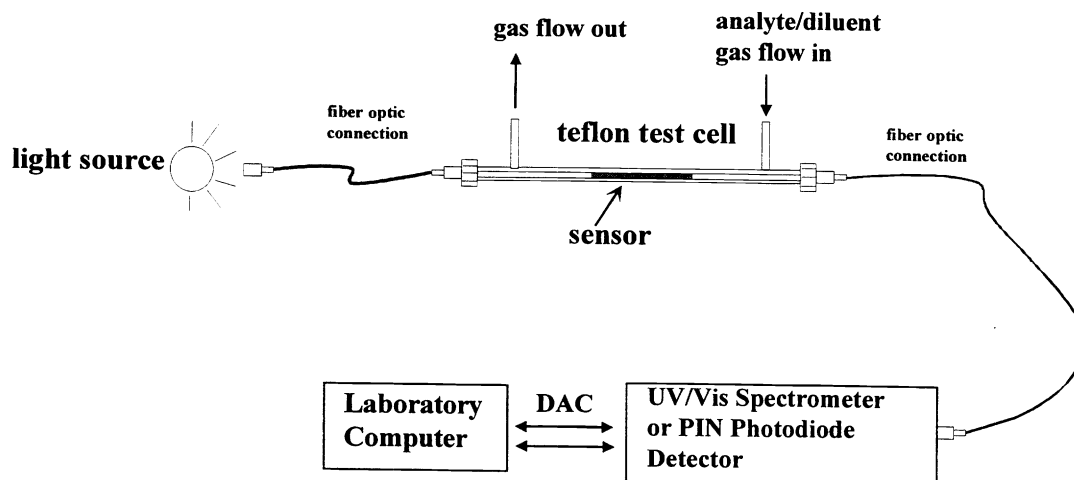 gas flow out
analyte/diluent
gas flow in
fiber optic
connection
teflon test cell
fiber optic
connection
light source
sensor
Laboratory
Computer
DAC
UV/Vis Spectrometer
or PIN Photodiode
Detector